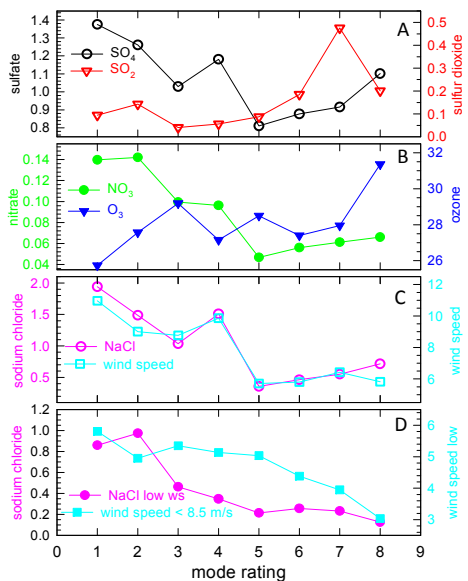 A
sulfate
1.4
1.3
1.2
1.1
1.0
0.9
0.8
SO4
SO2
0.5
0.4
0.3
0.2
0.1
0.0
sulfur dioxide
B
nitrate
0.14
0.12
0.10
0.08
0.06
0.04
NO3
O3
32
30
28
26
ozone
C
sodium chloride
2.0
1.5
1.0
0.5
NaCl
wind speed
12
10
8
6
wind speed
D
sodium chloride
1.2
1.0
0.8
0.6
0.4
0.2
0.0
NaCl low ws
wind speed < 8.5 m/s
6
5
4
3
wind speed low
0 1 2 3 4 5 6 7 8 9
mode rating